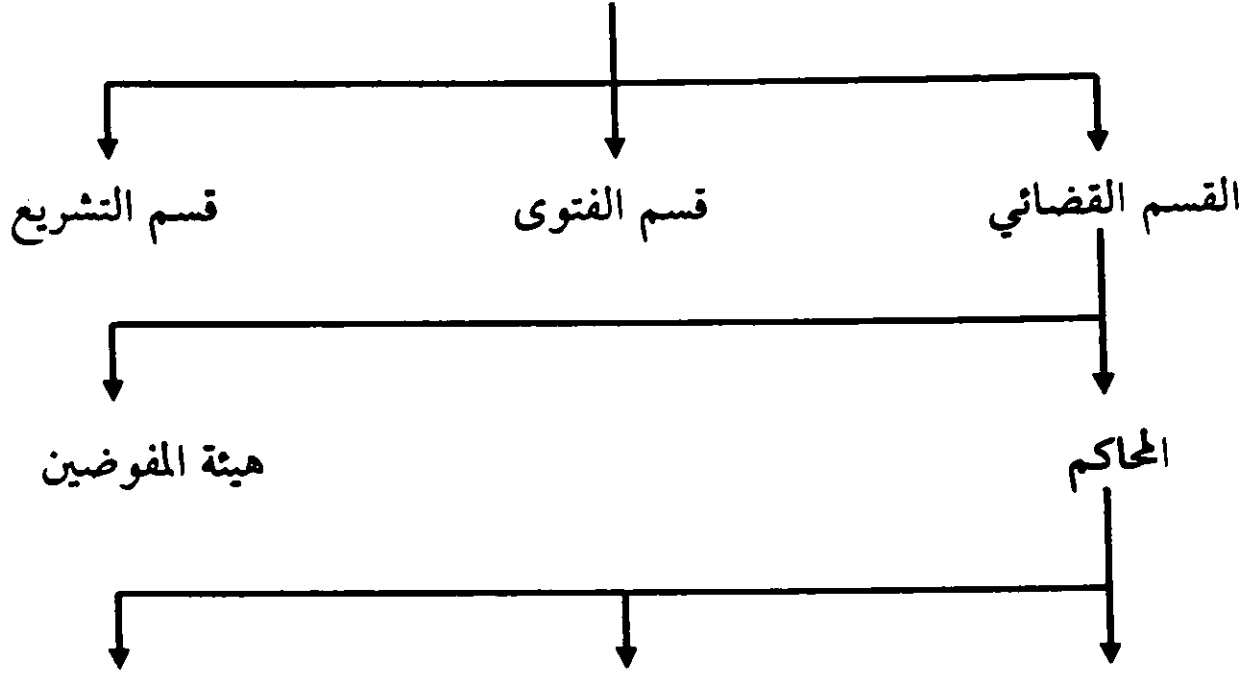 القسم القضائي
قسم الفتوى
قسم التشريع
المحاكم
هيئة المفوضين